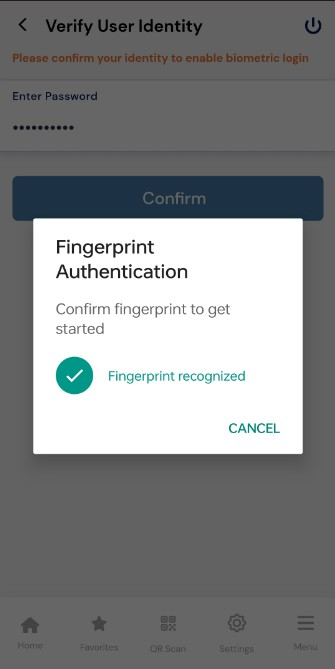 Verify User Identity
Please confirm your identity to enable biometric login
Enter Password
••••••••••
Confirm
Fingerprint
Authentication
Confirm fingerprint to get
started
Fingerprint recognized
CANCEL
Home Favorites QR Scan Settings Menu